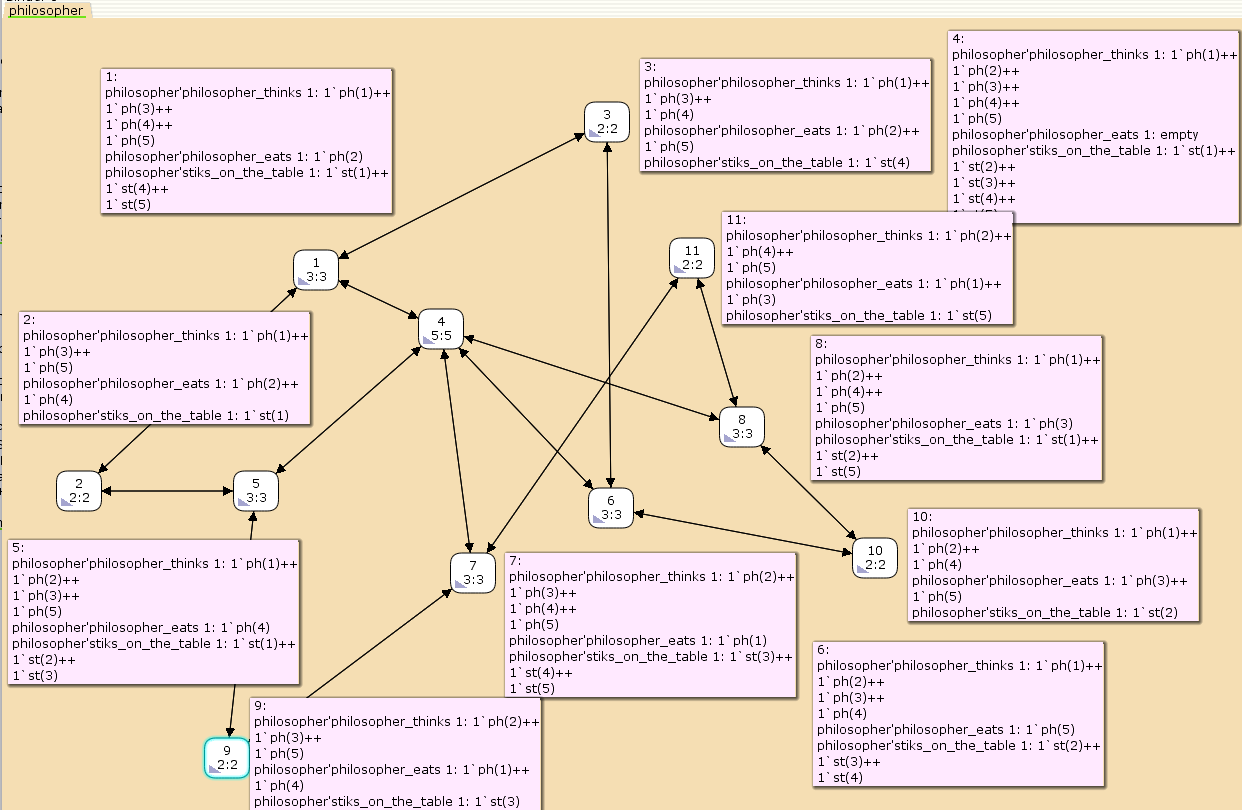 philosopher
1:
philosopher'philosopher_thinks 1: 1`ph(1)++
1`ph(3)++
1`ph(4)++
1`ph(5)
philosopher'philosopher_eats 1: 1`ph(2)
philosopher'stiks_on_the_table 1: 1`st(1)++
1`st(4)++
1`st(5)
3
2:2
3:
philosopher'philosopher_thinks 1: 1`ph(1)++
1`ph(3)++
1`ph(4)
philosopher'philosopher_eats 1: 1`ph(2)++
1`ph(5)
philosopher'stiks_on_the_table 1: 1`st(4)
4:
philosopher'philosopher_thinks 1: 1`ph(1)++
1`ph(2)++
1`ph(3)++
1`ph(4)++
1`ph(5)
philosopher'philosopher_eats 1: empty
philosopher'stiks_on_the_table 1: 1`st(1)++
1`st(2)++
1`st(3)++
1`st(4)++
1
3:3
11
2:2
11:
philosopher'philosopher_thinks 1: 1`ph(2)++
1`ph(4)++
1`ph(5)
philosopher'philosopher_eats 1: 1`ph(1)++
1`ph(3)
philosopher'stiks_on_the_table 1: 1`st(5)
2:
philosopher'philosopher_thinks 1: 1`ph(1)++
1`ph(3)++
1`ph(5)
philosopher'philosopher_eats 1: 1`ph(2)++
1`ph(4)
philosopher'stiks_on_the_table 1: 1`st(1)
4
5:5
8:
philosopher'philosopher_thinks 1: 1`ph(1)++
1`ph(2)++
1`ph(4)++
1`ph(5)
philosopher'philosopher_eats 1: 1`ph(3)
philosopher'stiks_on_the_table 1: 1`st(1)++
1`st(2)++
1`st(5)
8
3:3
2
2:2
5
3:3
6
3:3
10
2:2
10:
philosopher'philosopher_thinks 1: 1`ph(1)++
1`ph(2)++
1`ph(4)
philosopher'philosopher_eats 1: 1`ph(3)++
1`ph(5)
philosopher'stiks_on_the_table 1: 1`st(2)
5:
philosopher'philosopher_thinks 1: 1`ph(1)++
1`ph(2)++
1`ph(3)++
1`ph(5)
philosopher'philosopher_eats 1: 1`ph(4)
philosopher'stiks_on_the_table 1: 1`st(1)++
1`st(2)++
1`st(3)
7
3:3
7:
philosopher'philosopher_thinks 1: 1`ph(2)++
1`ph(3)++
1`ph(4)++
1`ph(5)
philosopher'philosopher_eats 1: 1`ph(1)
philosopher'stiks_on_the_table 1: 1`st(3)++
1`st(4)++
1`st(5)
6:
philosopher'philosopher_thinks 1: 1`ph(1)++
1`ph(2)++
1`ph(3)++
1`ph(4)
philosopher'philosopher_eats 1: 1`ph(5)
philosopher'stiks_on_the_table 1: 1`st(2)++
1`st(3)++
1`st(4)
9
2:2
9:
philosopher'philosopher_thinks 1: 1`ph(2)++
1`ph(3)++
1`ph(5)
philosopher'philosopher_eats 1: 1`ph(1)++
1`ph(4)
philosopher'stiks_on_the_table 1: 1`st(3)